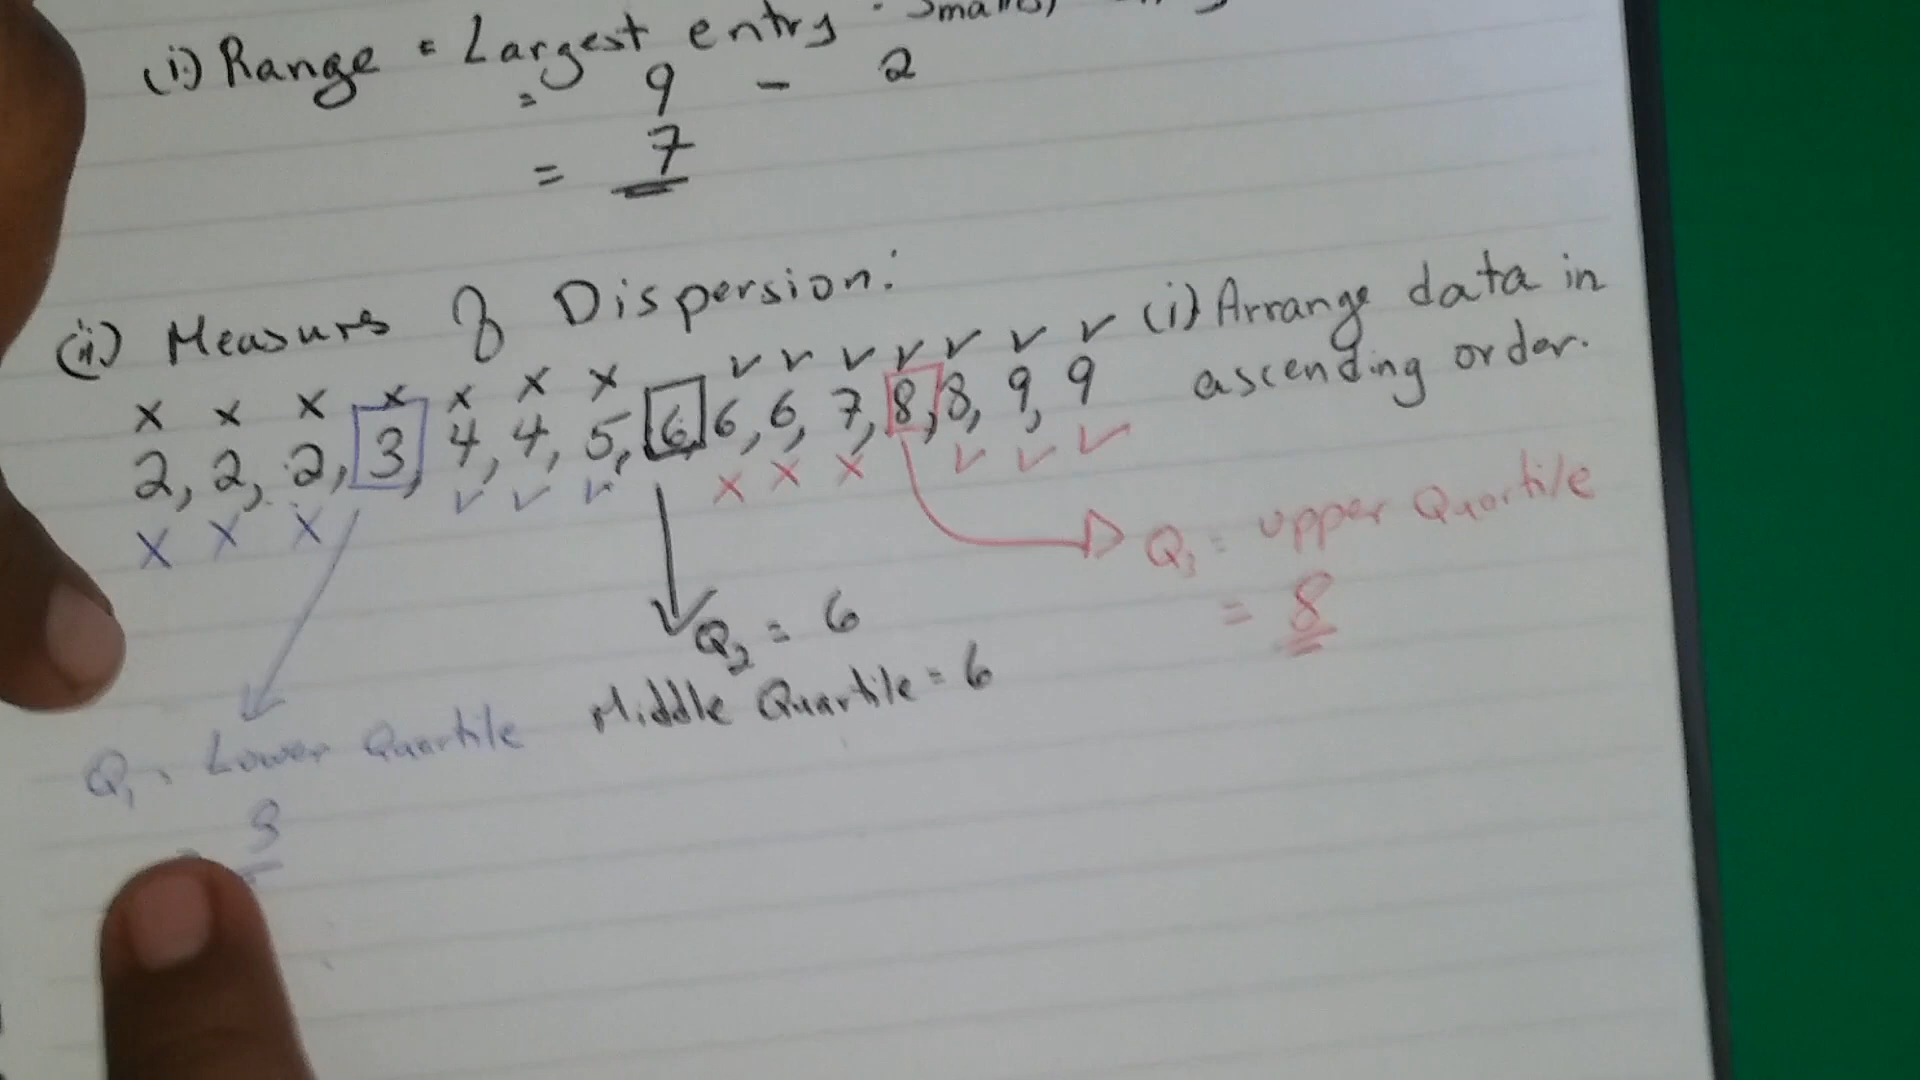 (i) Range = Largest entry -
= 9 - 2
= 7
(ii) Measures of Dispersion:
(i) Arrange data in
ascending order.
x x x x x x x ✓ ✓ ✓ ✓ ✓ ✓ ✓
2, 2, 2, 3, 4, 4, 5, 6, 6, 6, 7, 8, 8, 9, 9
x x x ✓ ✓ ✓ x x x ✓ ✓ ✓
Q3 = upper Quartile
= 8
Q2 = 6
Middle Quartile = 6
Q1 = Lower Quartile
3